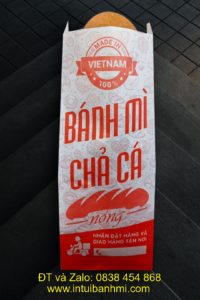 MADE IN
VIETNAM
100%
BÁNH MÌ
CHẢ CÁ
nóng
NHẬN ĐẶT HÀNG VÀ
GIAO HÀNG TẬN NƠI
ĐT và Zalo: 0838 454 868
www.intuibanhmi.com